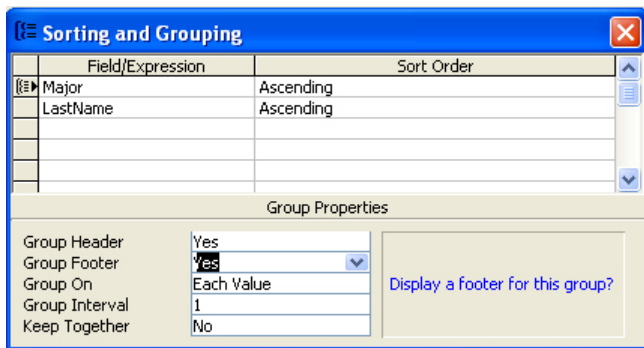 Sorting and Grouping
Field/Expression Sort Order
Major Ascending
LastName Ascending
Group Properties
Group Header Yes
Group Footer Yes
Group On Each Value
Group Interval 1
Keep Together No
Display a footer for this group?